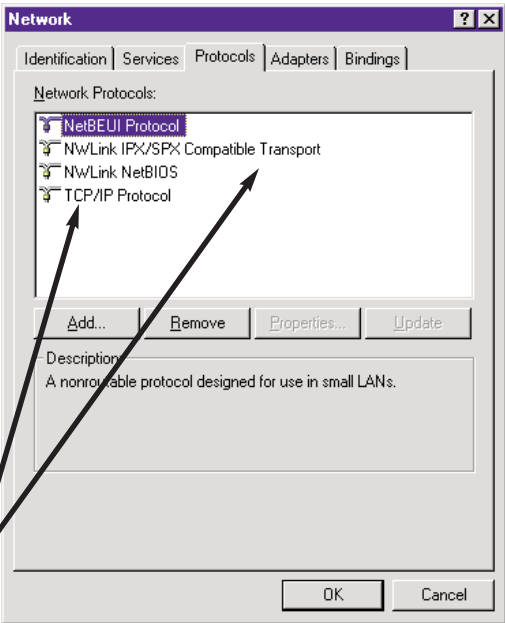 Network
Identification Services Protocols Adapters Bindings
Network Protocols:
NetBEUI Protocol
NWLink IPX/SPX Compatible Transport
NWLink NetBIOS
TCP/IP Protocol
Add... Remove Properties... Update
Description:
A nonroutable protocol designed for use in small LANs.
OK Cancel